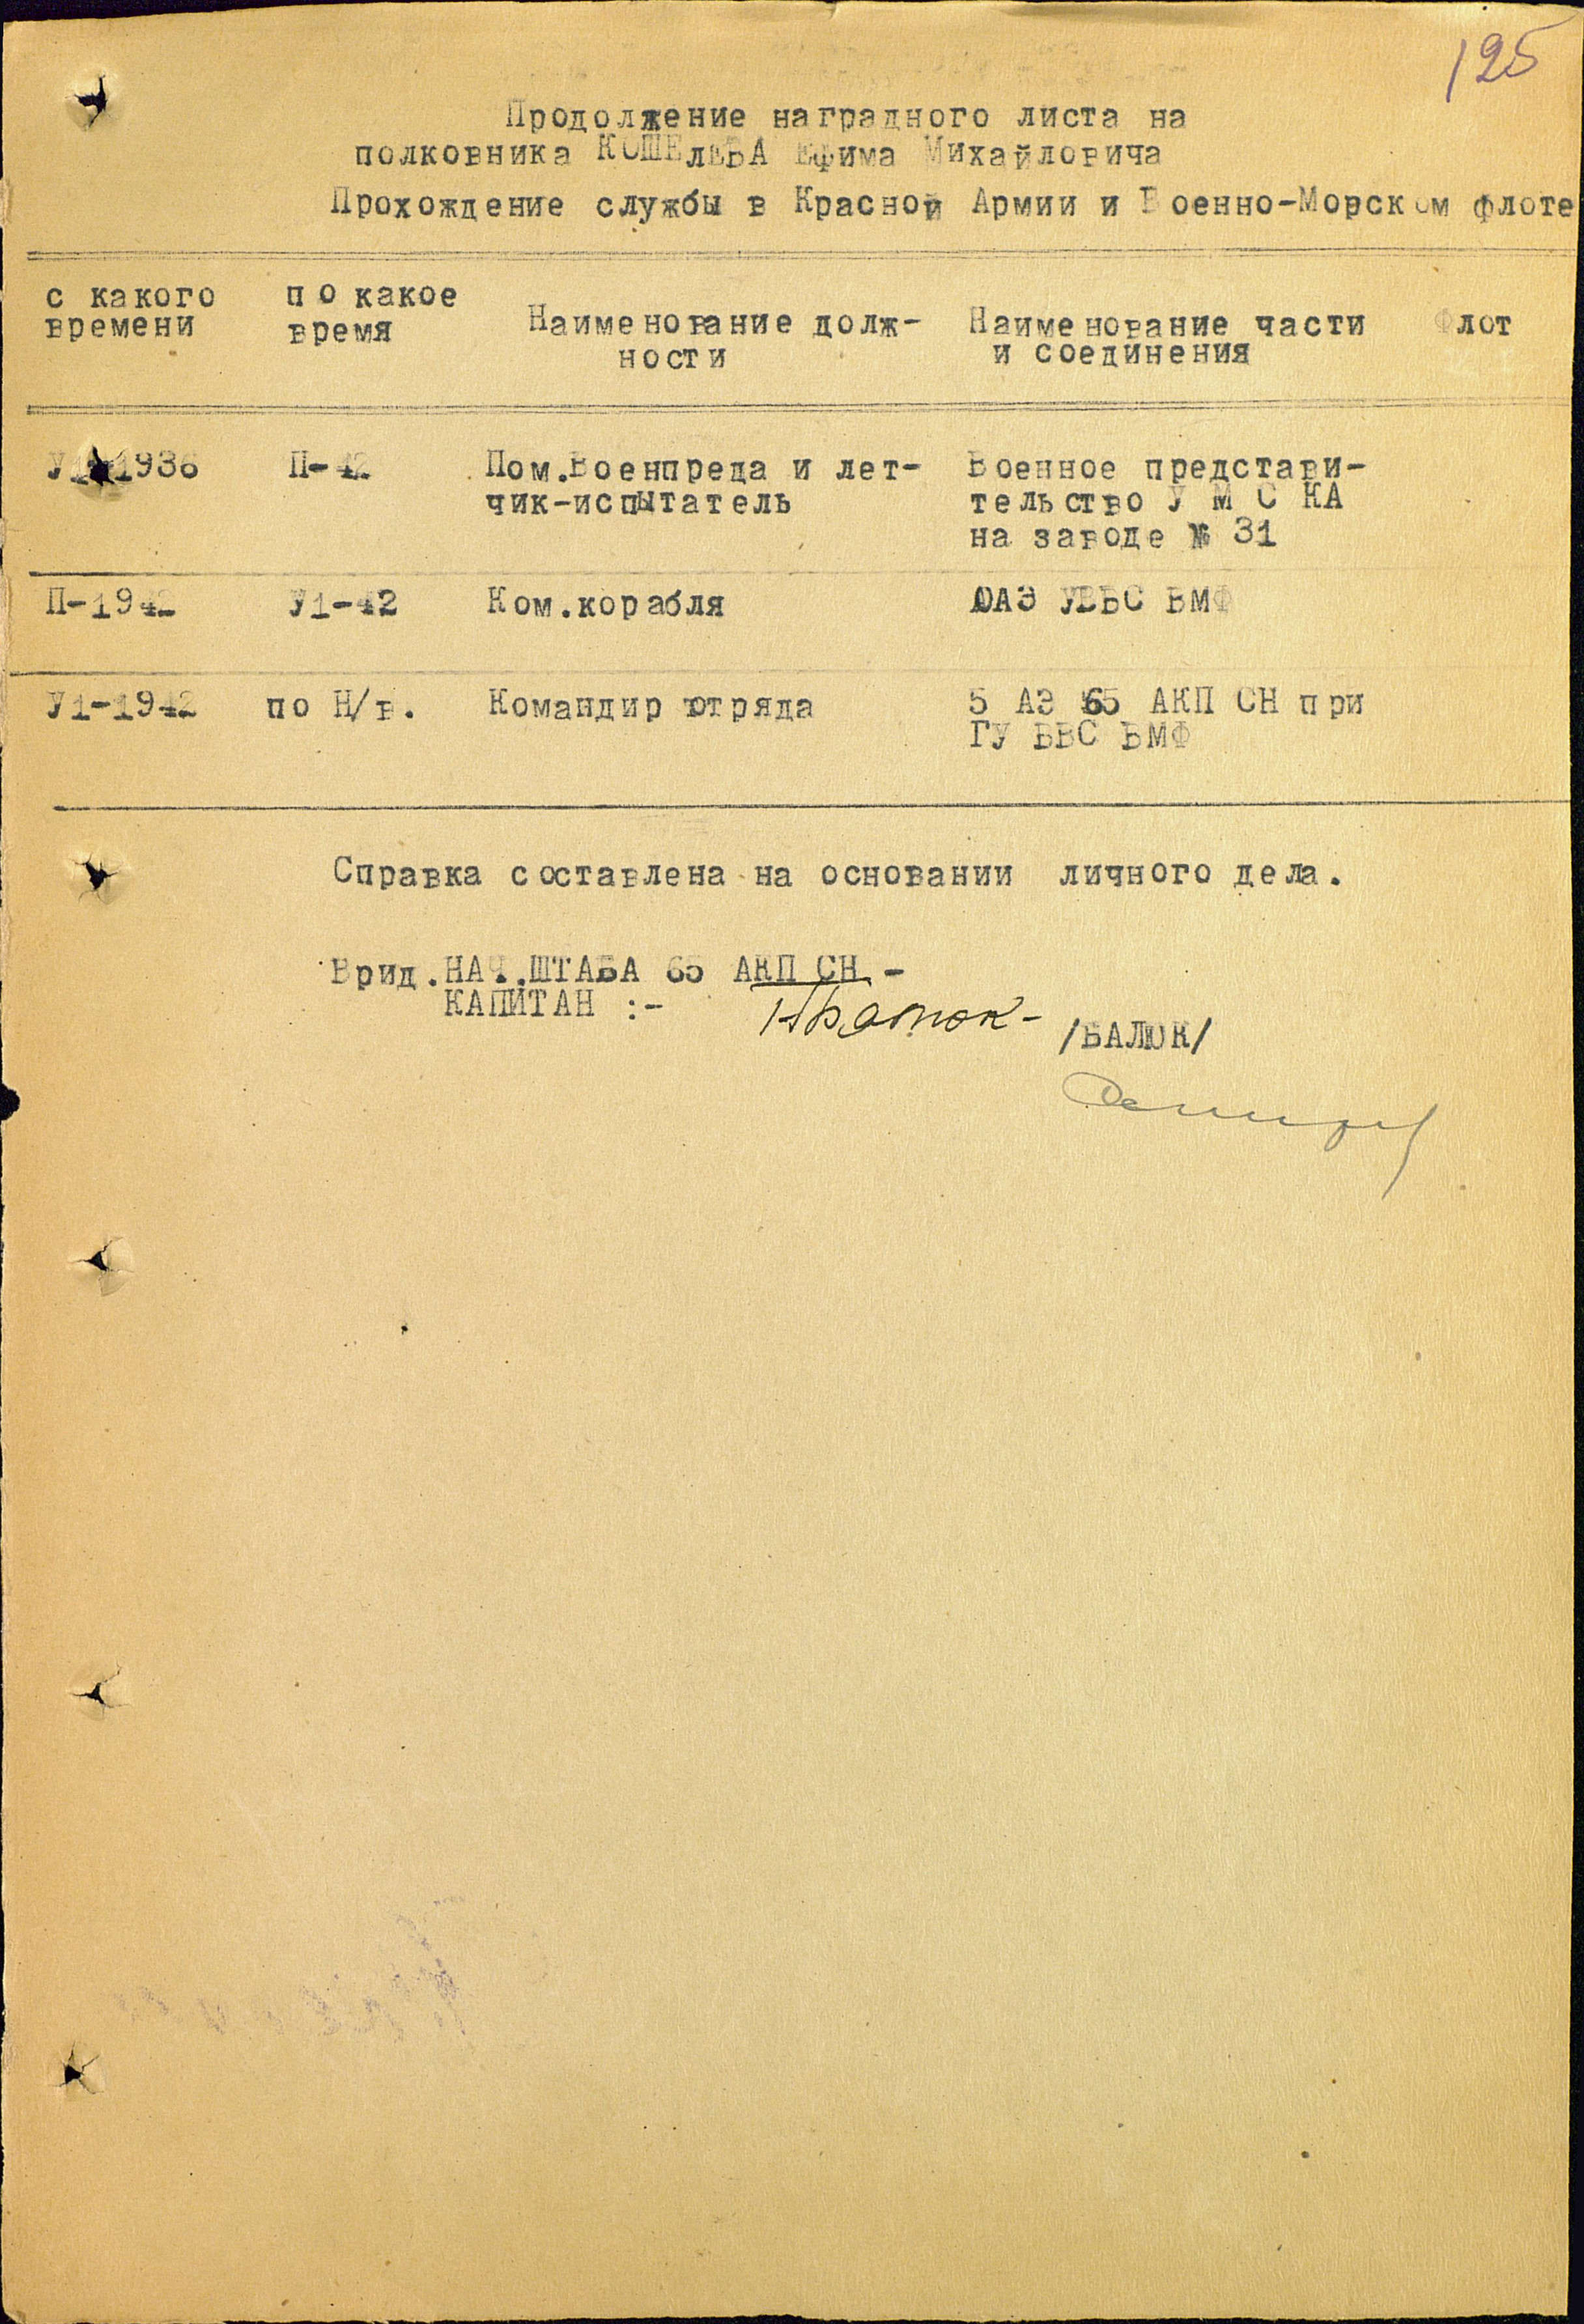 125
Продолжение наградного листа на
полковника КОШЕлЕВА Ефима Михайловича
Прохождение службы в Красной Армии и Военно-Морском флоте
с какого по какое Наименование долж- Наименование части Флот
времени время ности и соединения
1936 П-42 Пом.Военпреда и лет- Военное представи-
чик-испытатель тельство У М С КА
на заводе № 31
П-1942 У1-42 Ком.корабля ОАЭ УВВС ВМФ
У1-1942 по Н/в. Командир отряда 5 АЭ 65 АКП СН при
ГУ ВВС ВМФ
Справка составлена на основании личного дела.
Врид.НАЧ.ШТАБА 65 АКП СН -
КАПИТАН :- /БАЛЮК/